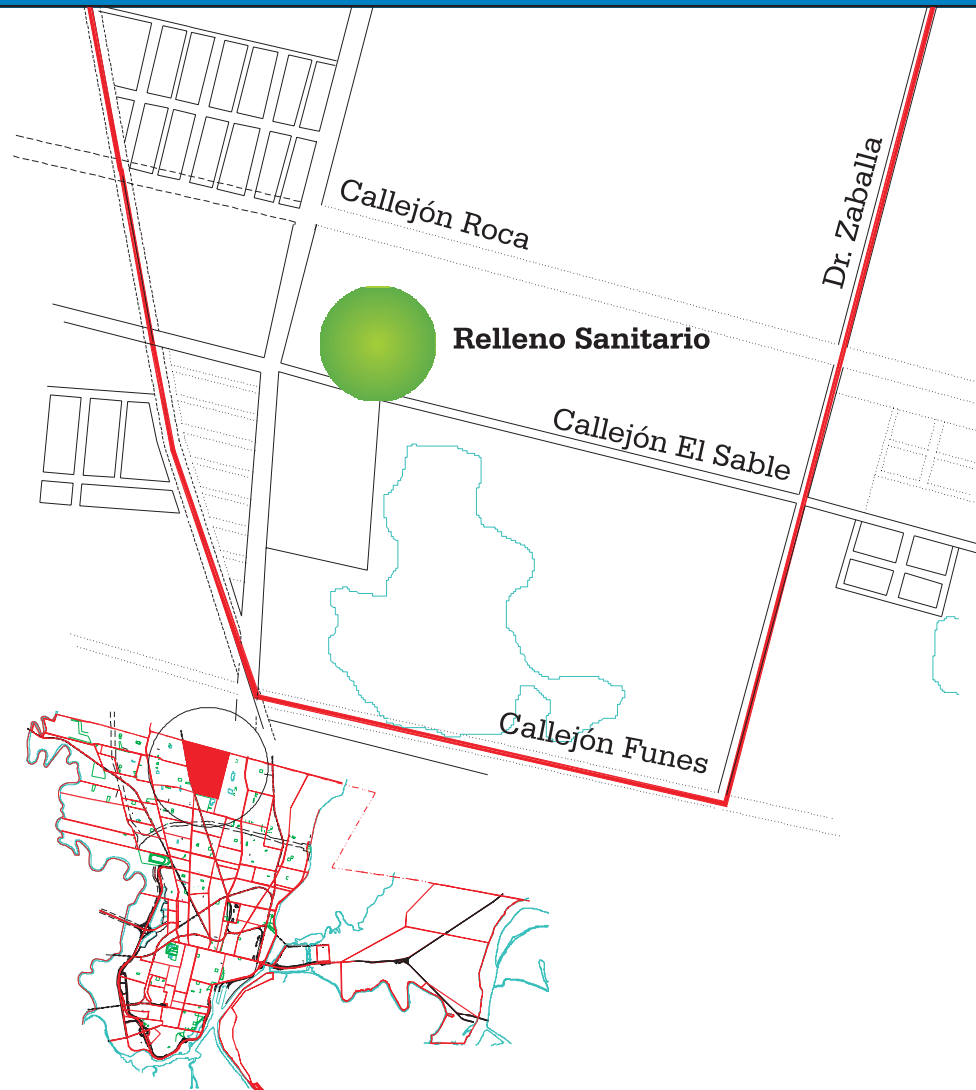 Callejón Roca
Dr. Zaballa
Relleno Sanitario
Callejón El Sable
Callejón Funes